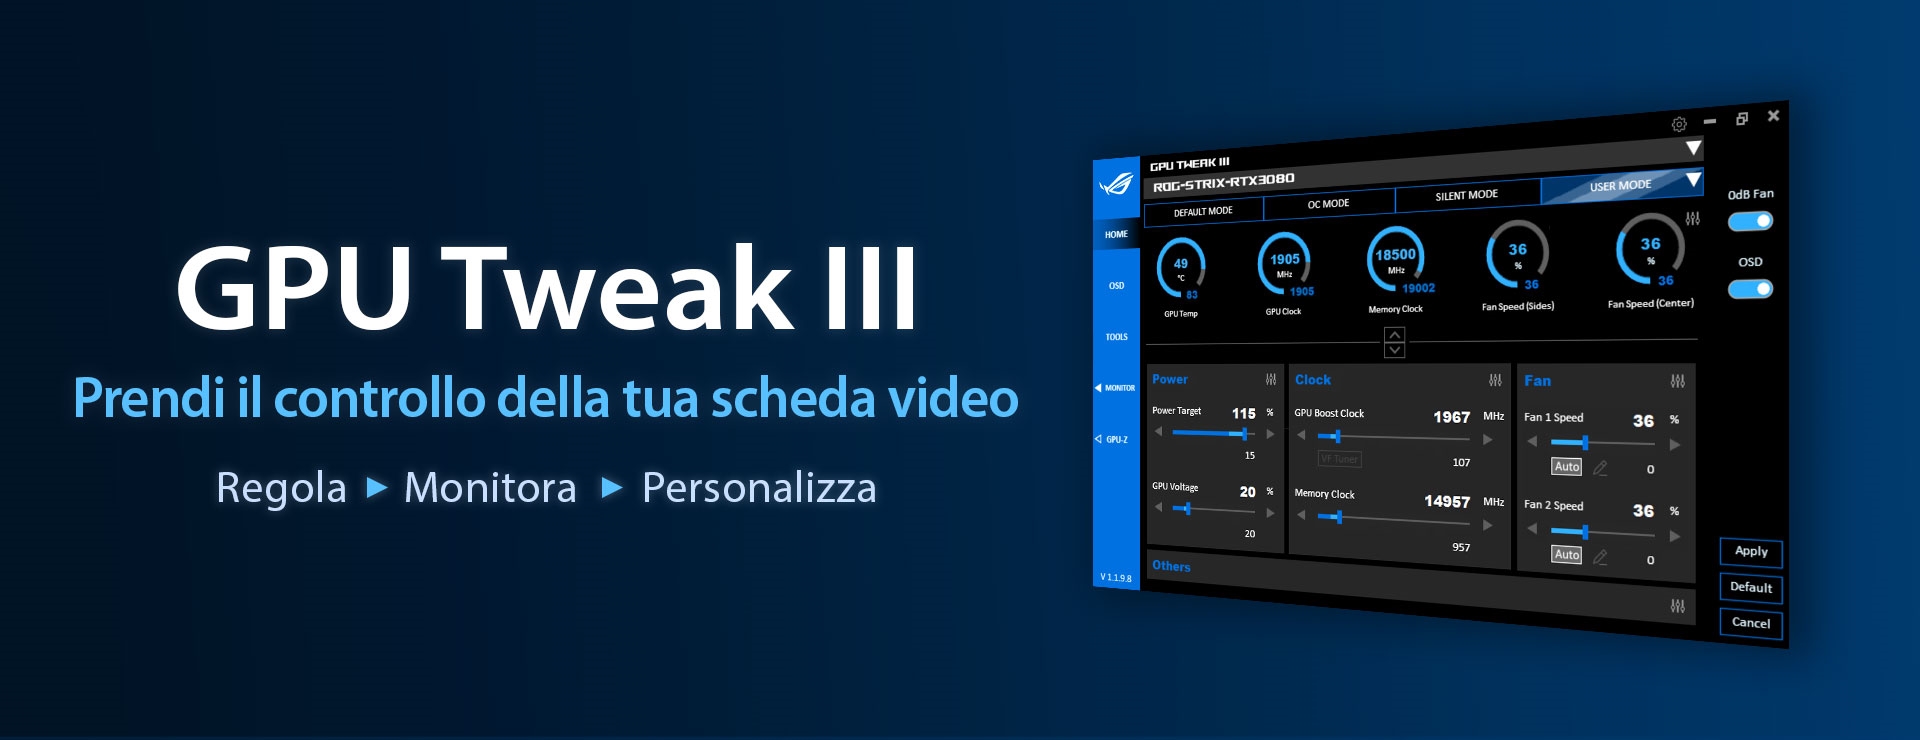 GPU Tweak III
Prendi il controllo della tua scheda video
Regola ▶ Monitora ▶ Personalizza
GPU TWEAK III
ROG-STRIX-RTX3080
DEFAULT MODE OC MODE SILENT MODE USER MODE
49 °C 83 GPU Temp
1905 MHz 1905 GPU Clock
18500 MHz 19002 Memory Clock
36 % 36 Fan Speed (Sides)
36 % 36 Fan Speed (Center)
0dB Fan
OSD
HOME
OSD
TOOLS
MONITOR
GPU-Z
V 1.1.9.8
Power
Power Target 115 %
15
GPU Voltage 20 %
20
Clock
GPU Boost Clock 1967 MHz
VF Tuner 107
Memory Clock 14957 MHz
957
Fan
Fan 1 Speed 36 %
Auto 0
Fan 2 Speed 36 %
Auto 0
Others
Apply
Default
Cancel